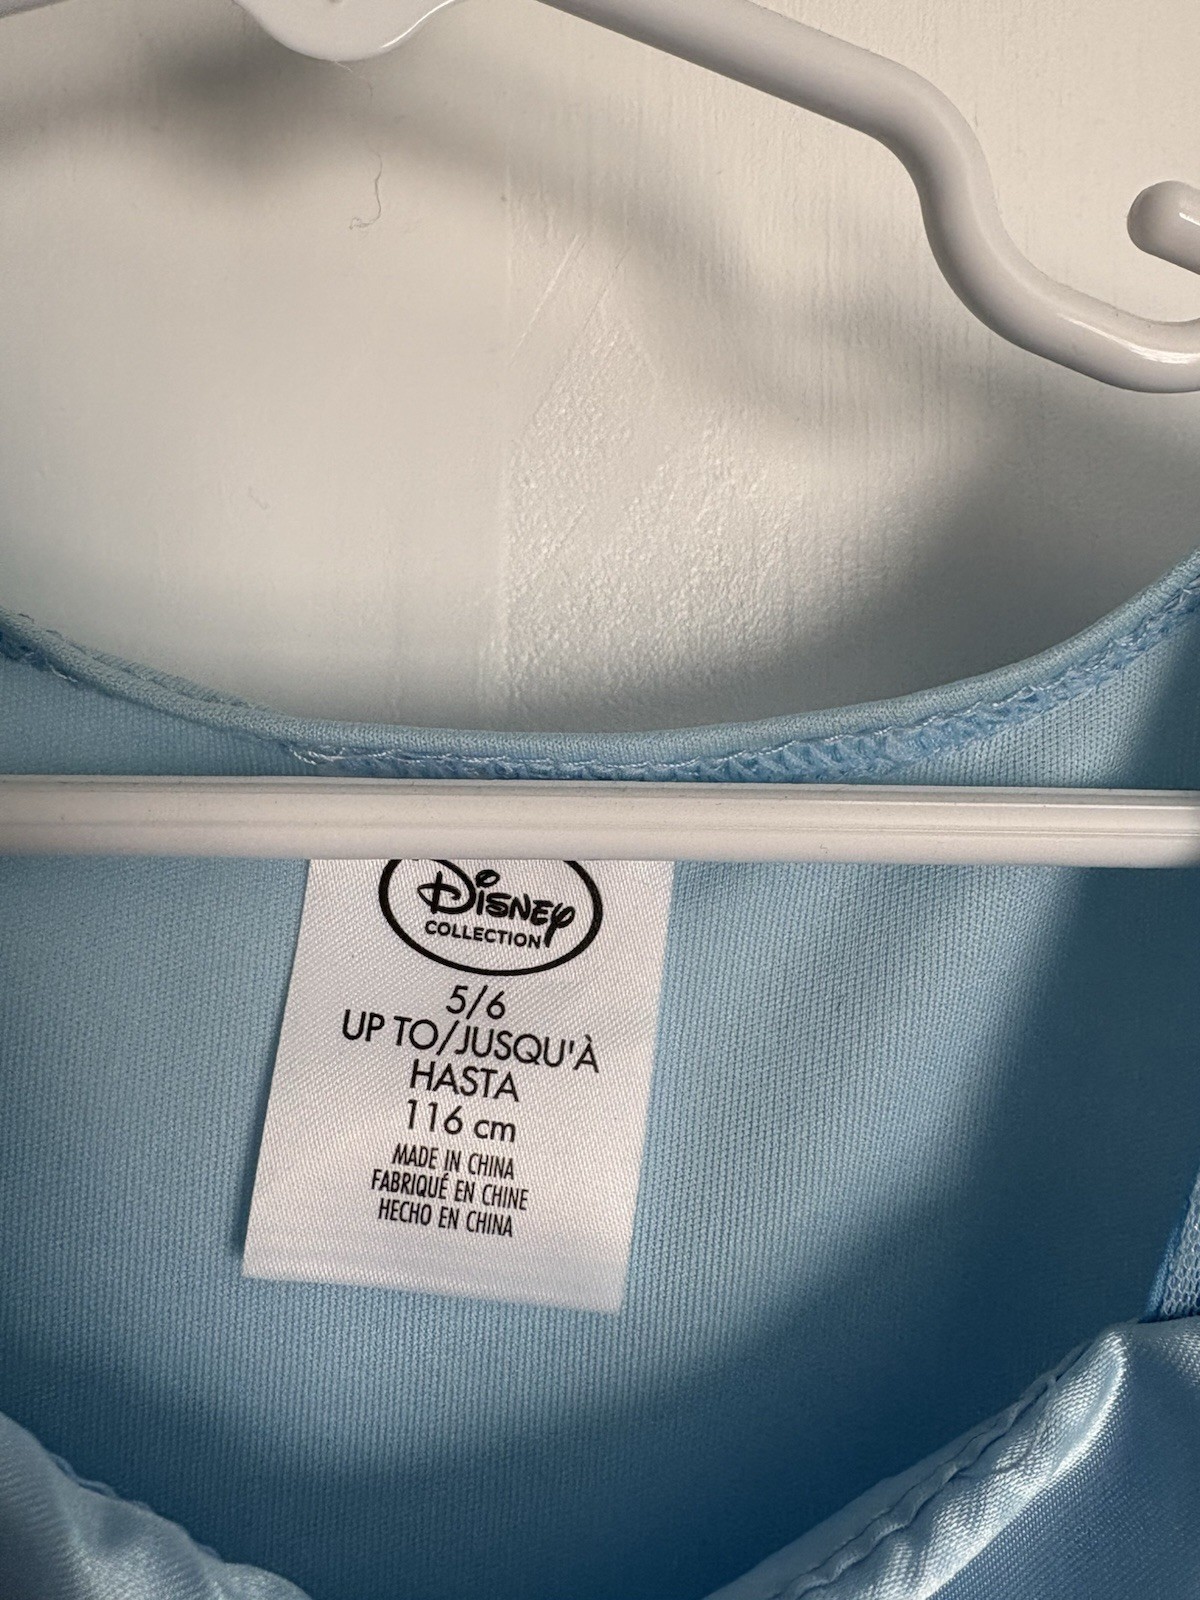 Disney
COLLECTION
5/6
UP TO/JUSQU'À
HASTA
116 cm
MADE IN CHINA
FABRIQUÉ EN CHINE
HECHO EN CHINA